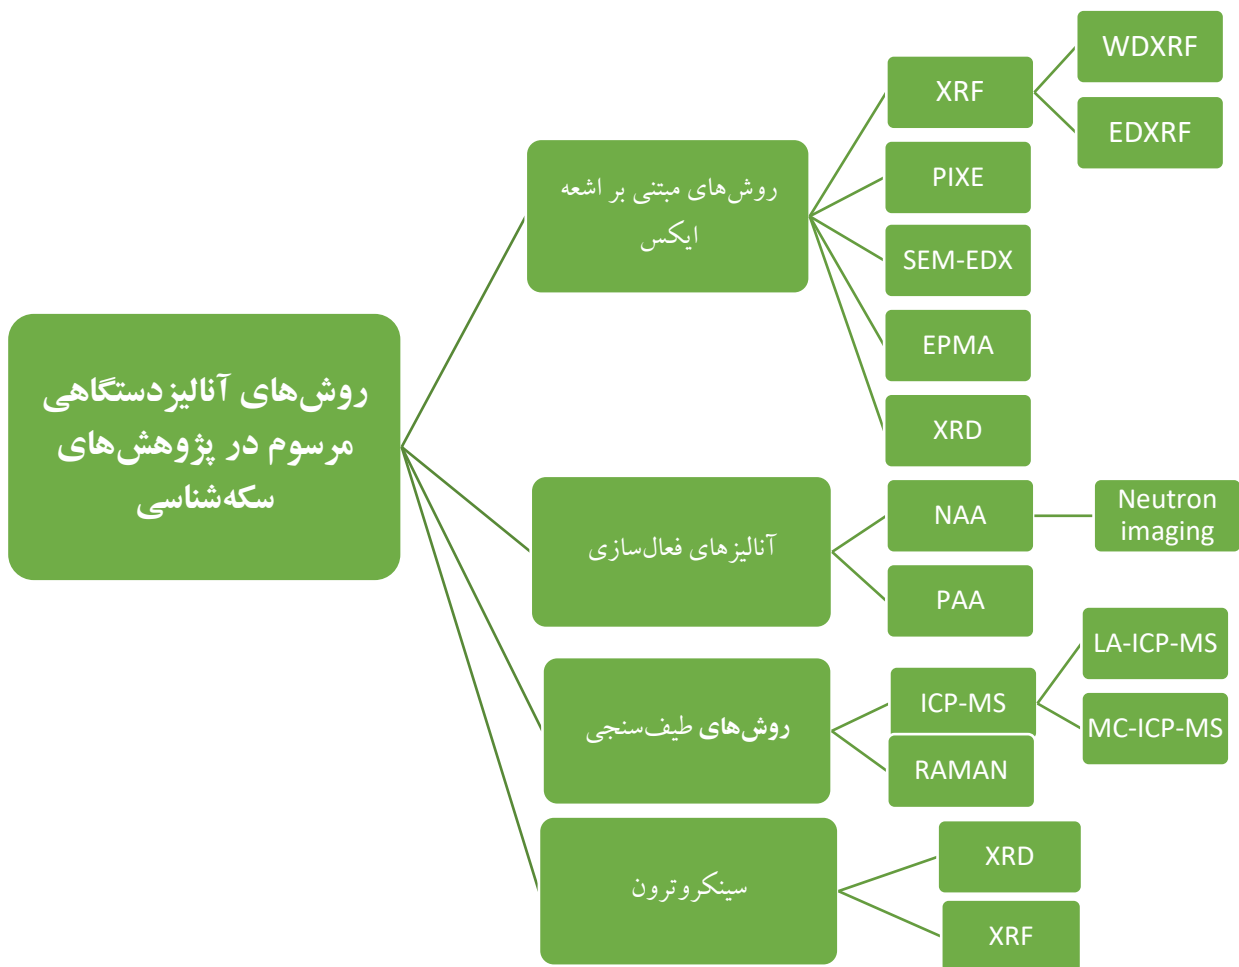 روش‌های آنالیزدستگاهی
مرسوم در پژوهش‌های
سکه‌شناسی
روش‌های مبتنی بر اشعه
ایکس
XRF
WDXRF
EDXRF
PIXE
SEM-EDX
EPMA
XRD
آنالیزهای فعال‌سازی
NAA
Neutron
imaging
PAA
روش‌های طیف‌سنجی
ICP-MS
LA-ICP-MS
MC-ICP-MS
RAMAN
سینکروترون
XRD
XRF